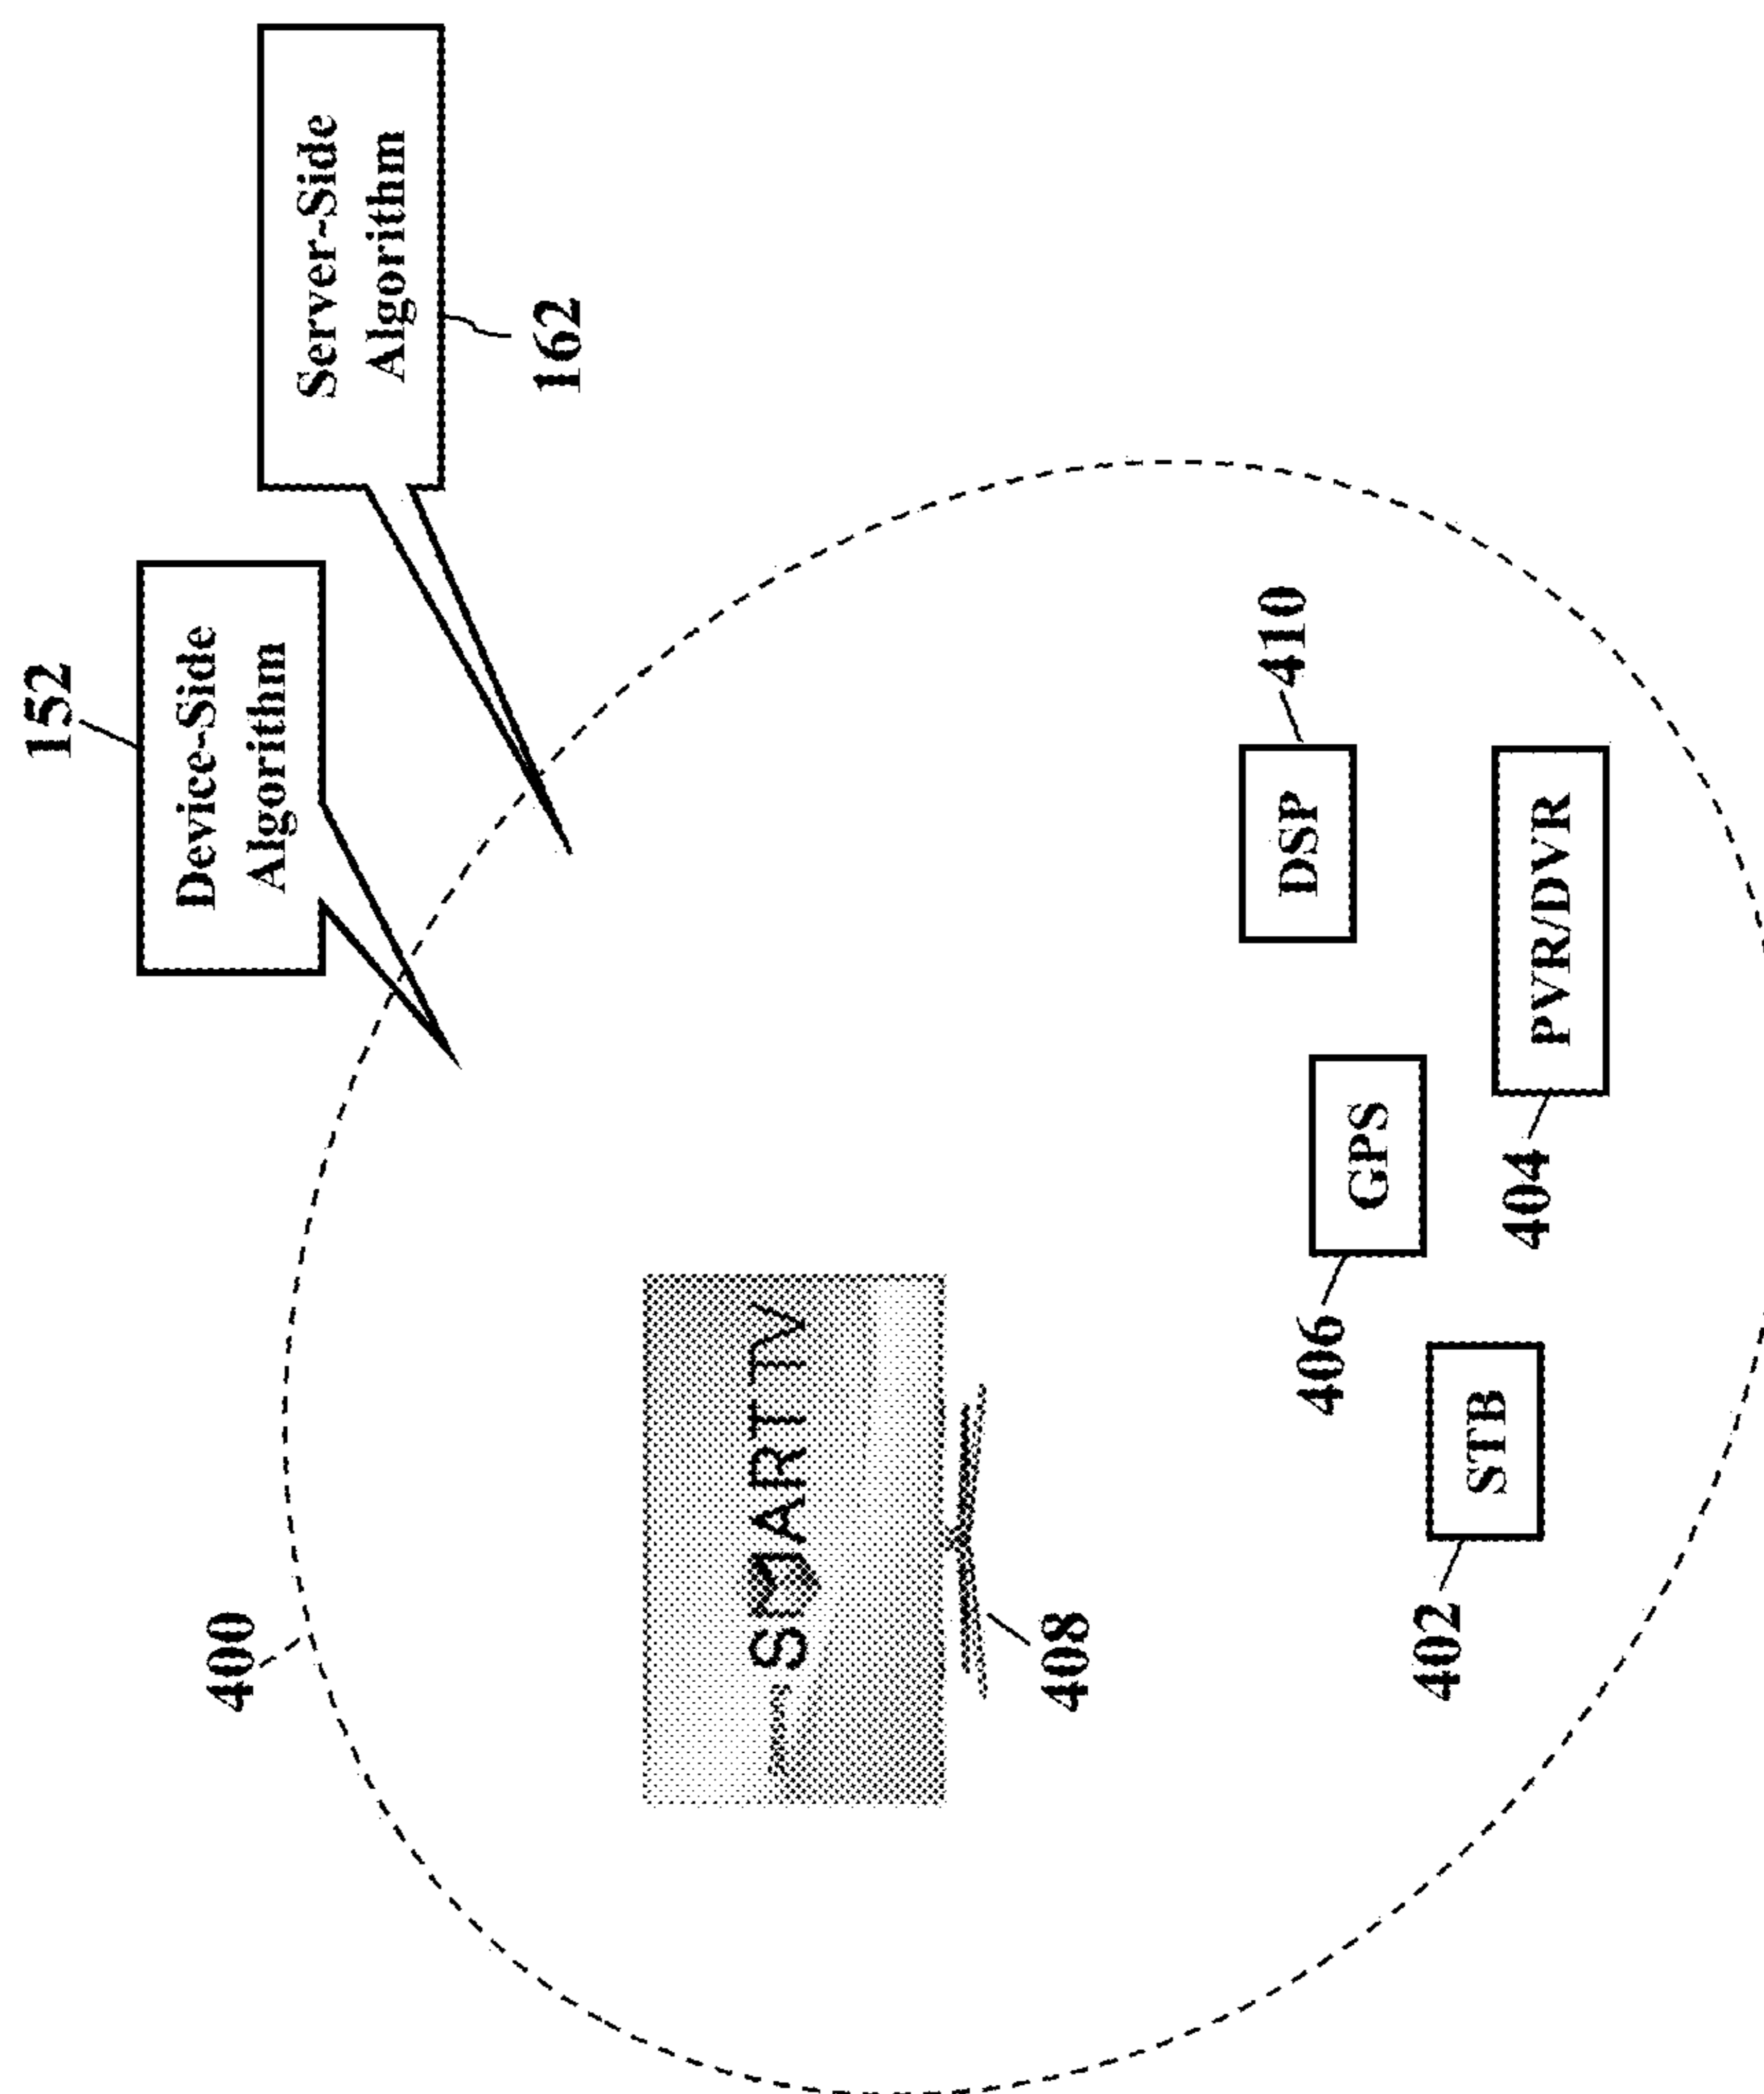 152
Device-Side
Algorithm
Server-Side
Algorithm
162
400
SMART TV
408
410
DSP
GPS
406
PVR/DVR
404
STB
402